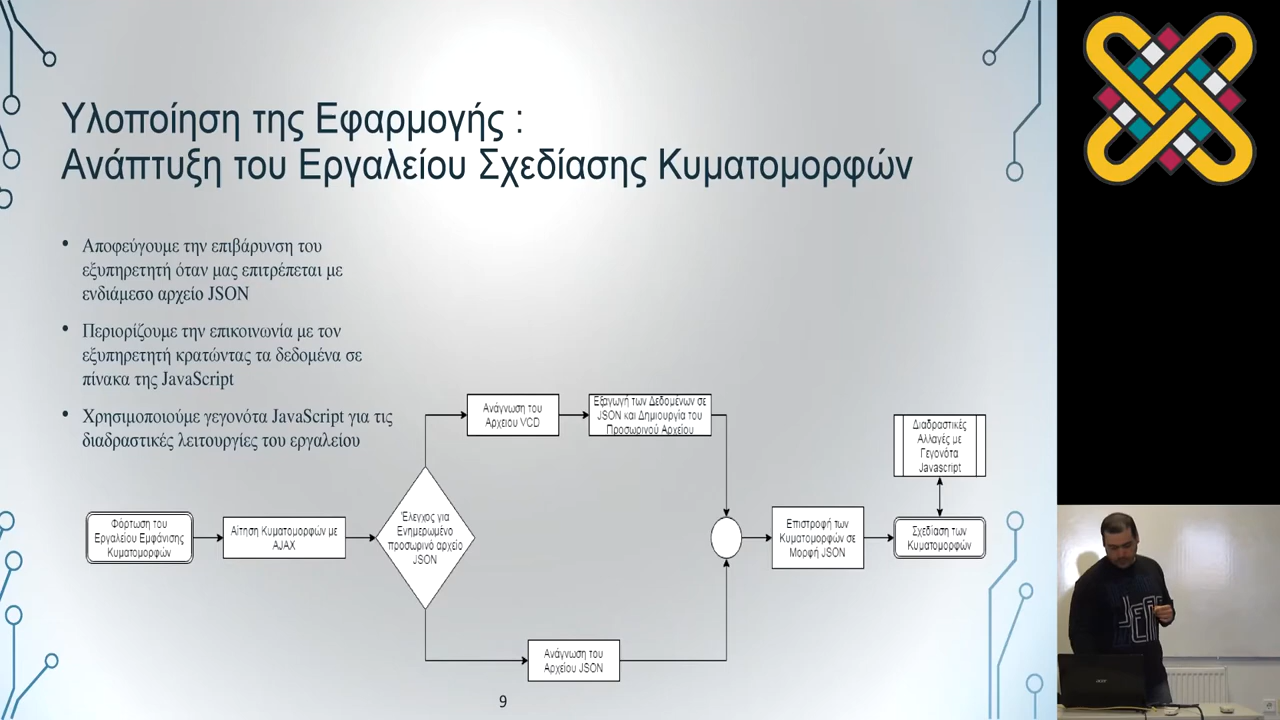 Υλοποίηση της Εφαρμογής :
Ανάπτυξη του Εργαλείου Σχεδίασης Κυματομορφών
• Αποφεύγουμε την επιβάρυνση του
εξυπηρετητή όταν μας επιτρέπεται με
ενδιάμεσο αρχείο JSON
• Περιορίζουμε την επικοινωνία με τον
εξυπηρετητή κρατώντας τα δεδομένα σε
πίνακα της JavaScript
• Χρησιμοποιούμε γεγονότα JavaScript για τις
διαδραστικές λειτουργίες του εργαλείου
Φόρτωση του
Εργαλείου Εμφάνισης
Κυματομορφών
Αίτηση Κυματομορφών με
AJAX
Έλεγχος για
Ενημερωμένο
προσωρινό αρχείο
JSON
Ανάγνωση του
Αρχειου VCD
Εξαγωγή των Δεδομένων σε
JSON και Δημιουργία του
Προσωρινού Αρχείου
Ανάγνωση του
Αρχείου JSON
Επιστροφή των
Κυματομορφών σε
Μορφή JSON
Διαδραστικές
Αλλαγές με
Γεγονότα
Javascript
Σχεδίαση των
Κυματομορφών
9